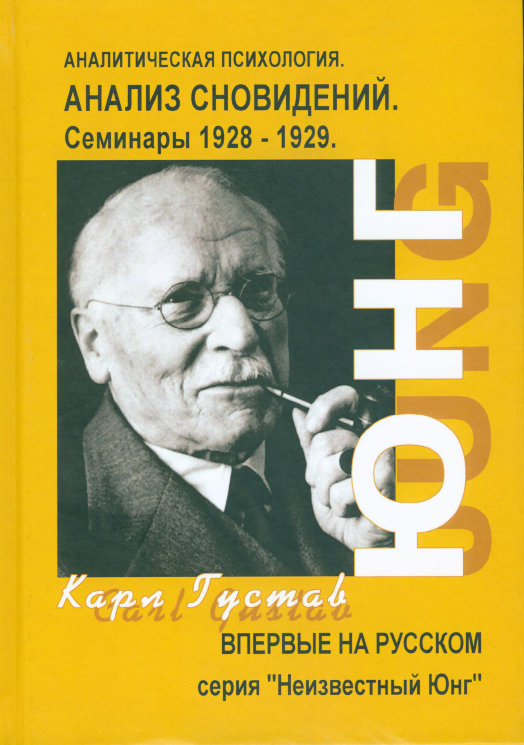 АНАЛИТИЧЕСКАЯ ПСИХОЛОГИЯ.
АНАЛИЗ СНОВИДЕНИЙ.
Семинары 1928 - 1929.
ЮНГ
JUNG
Карл Густав
Carl Gustav
ВПЕРВЫЕ НА РУССКОМ
серия "Неизвестный Юнг"